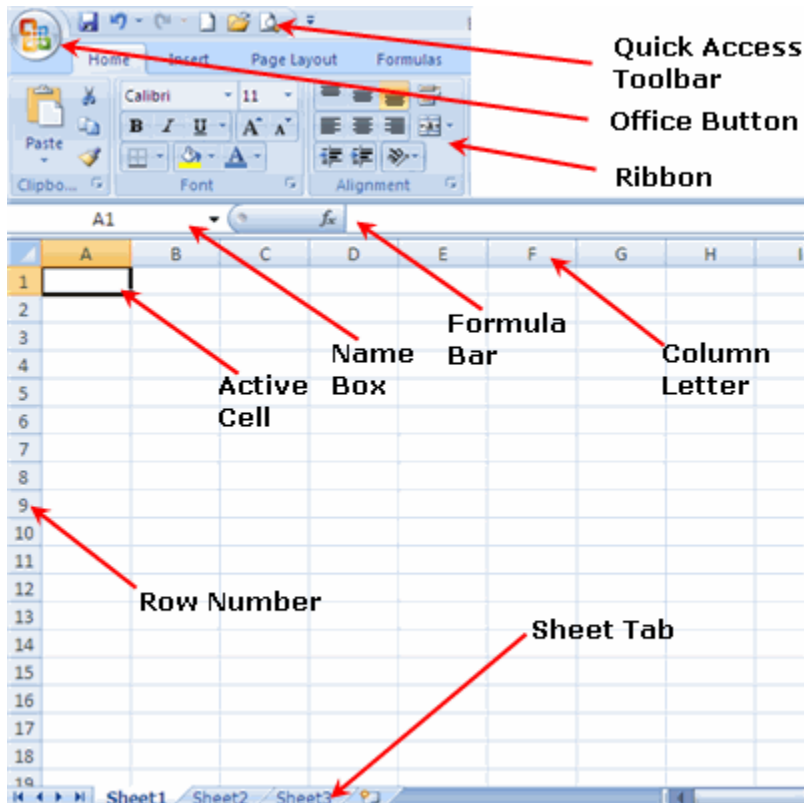 Quick Access
Toolbar
Home Insert Page Layout Formulas
Office Button
Calibri 11
B I U A A
Paste
Ribbon
Clipbo... Font Alignment
A1 fx
A B C D E F G H I
1
2
3
Formula
Bar
Name
Box
Column
Letter
4
Active
Cell
5
6
7
8
9
10
11
12
Row Number
13
Sheet Tab
14
15
16
17
18
19
Sheet1 Sheet2 Sheet3